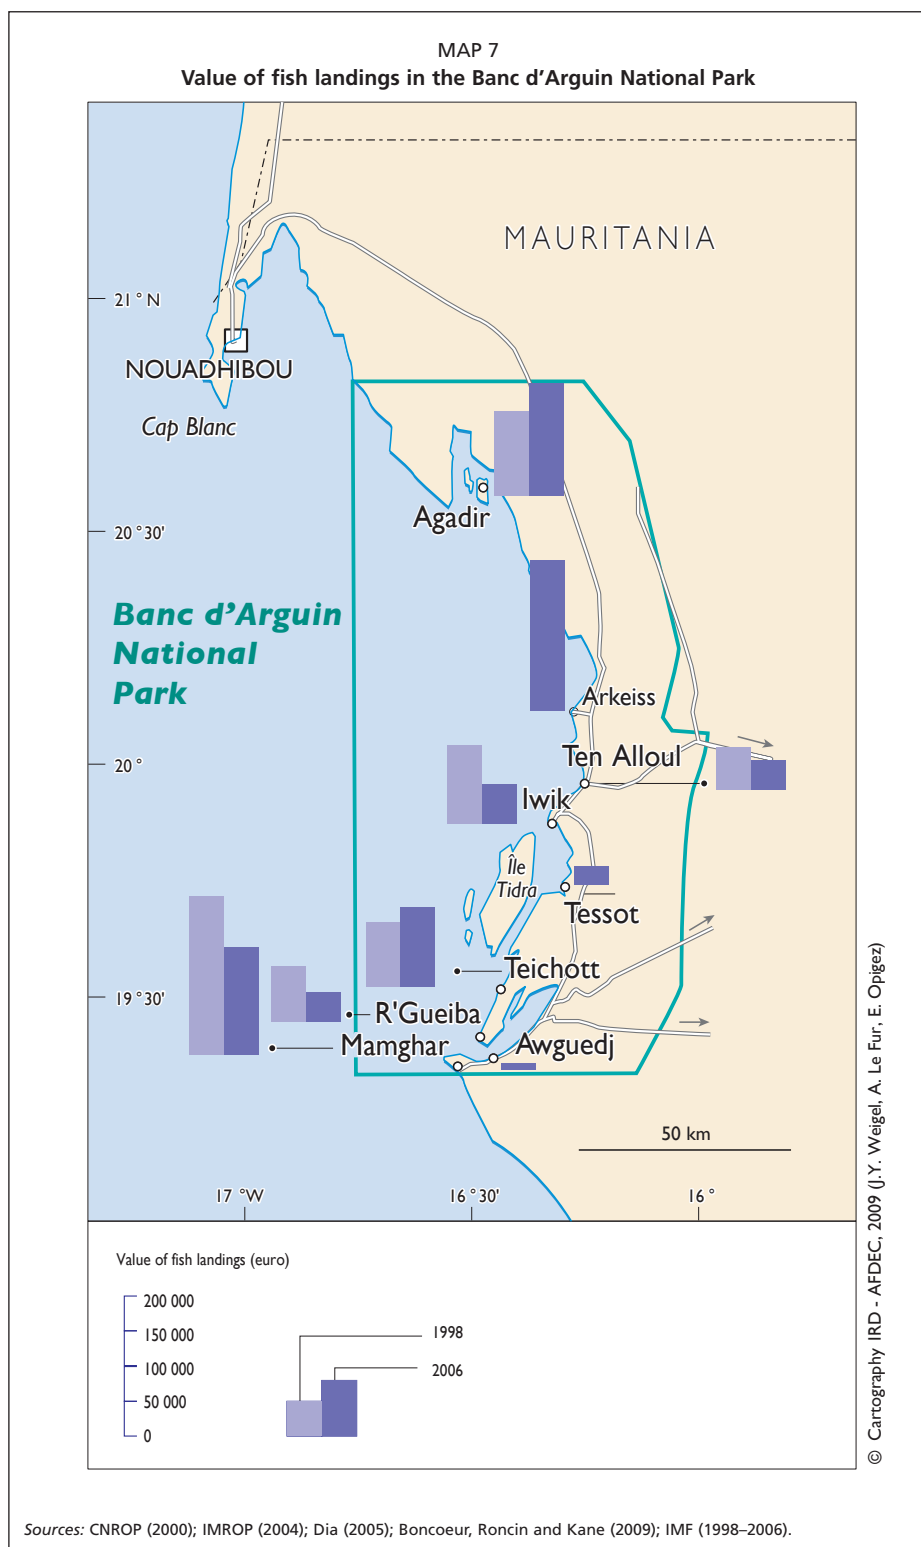 MAP 7
Value of fish landings in the Banc d'Arguin National Park
MAURITANIA
21° N
NOUADHIBOU
Cap Blanc
Agadir
20°30'
Banc d'Arguin
National
Park
Arkeiss
Ten Alloul
20°
Iwik
Île
Tidra
Tessot
Teichott
19°30'
R'Gueiba
Mamghar
Awguedj
50 km
17 °W
16°30'
16°
Value of fish landings (euro)
200 000
150 000
100 000
50 000
0
1998
2006
© Cartography IRD - AFDEC, 2009 (J.Y. Weigel, A. Le Fur, E. Opigez)
Sources: CNROP (2000); IMROP (2004); Dia (2005); Boncoeur, Roncin and Kane (2009); IMF (1998–2006).